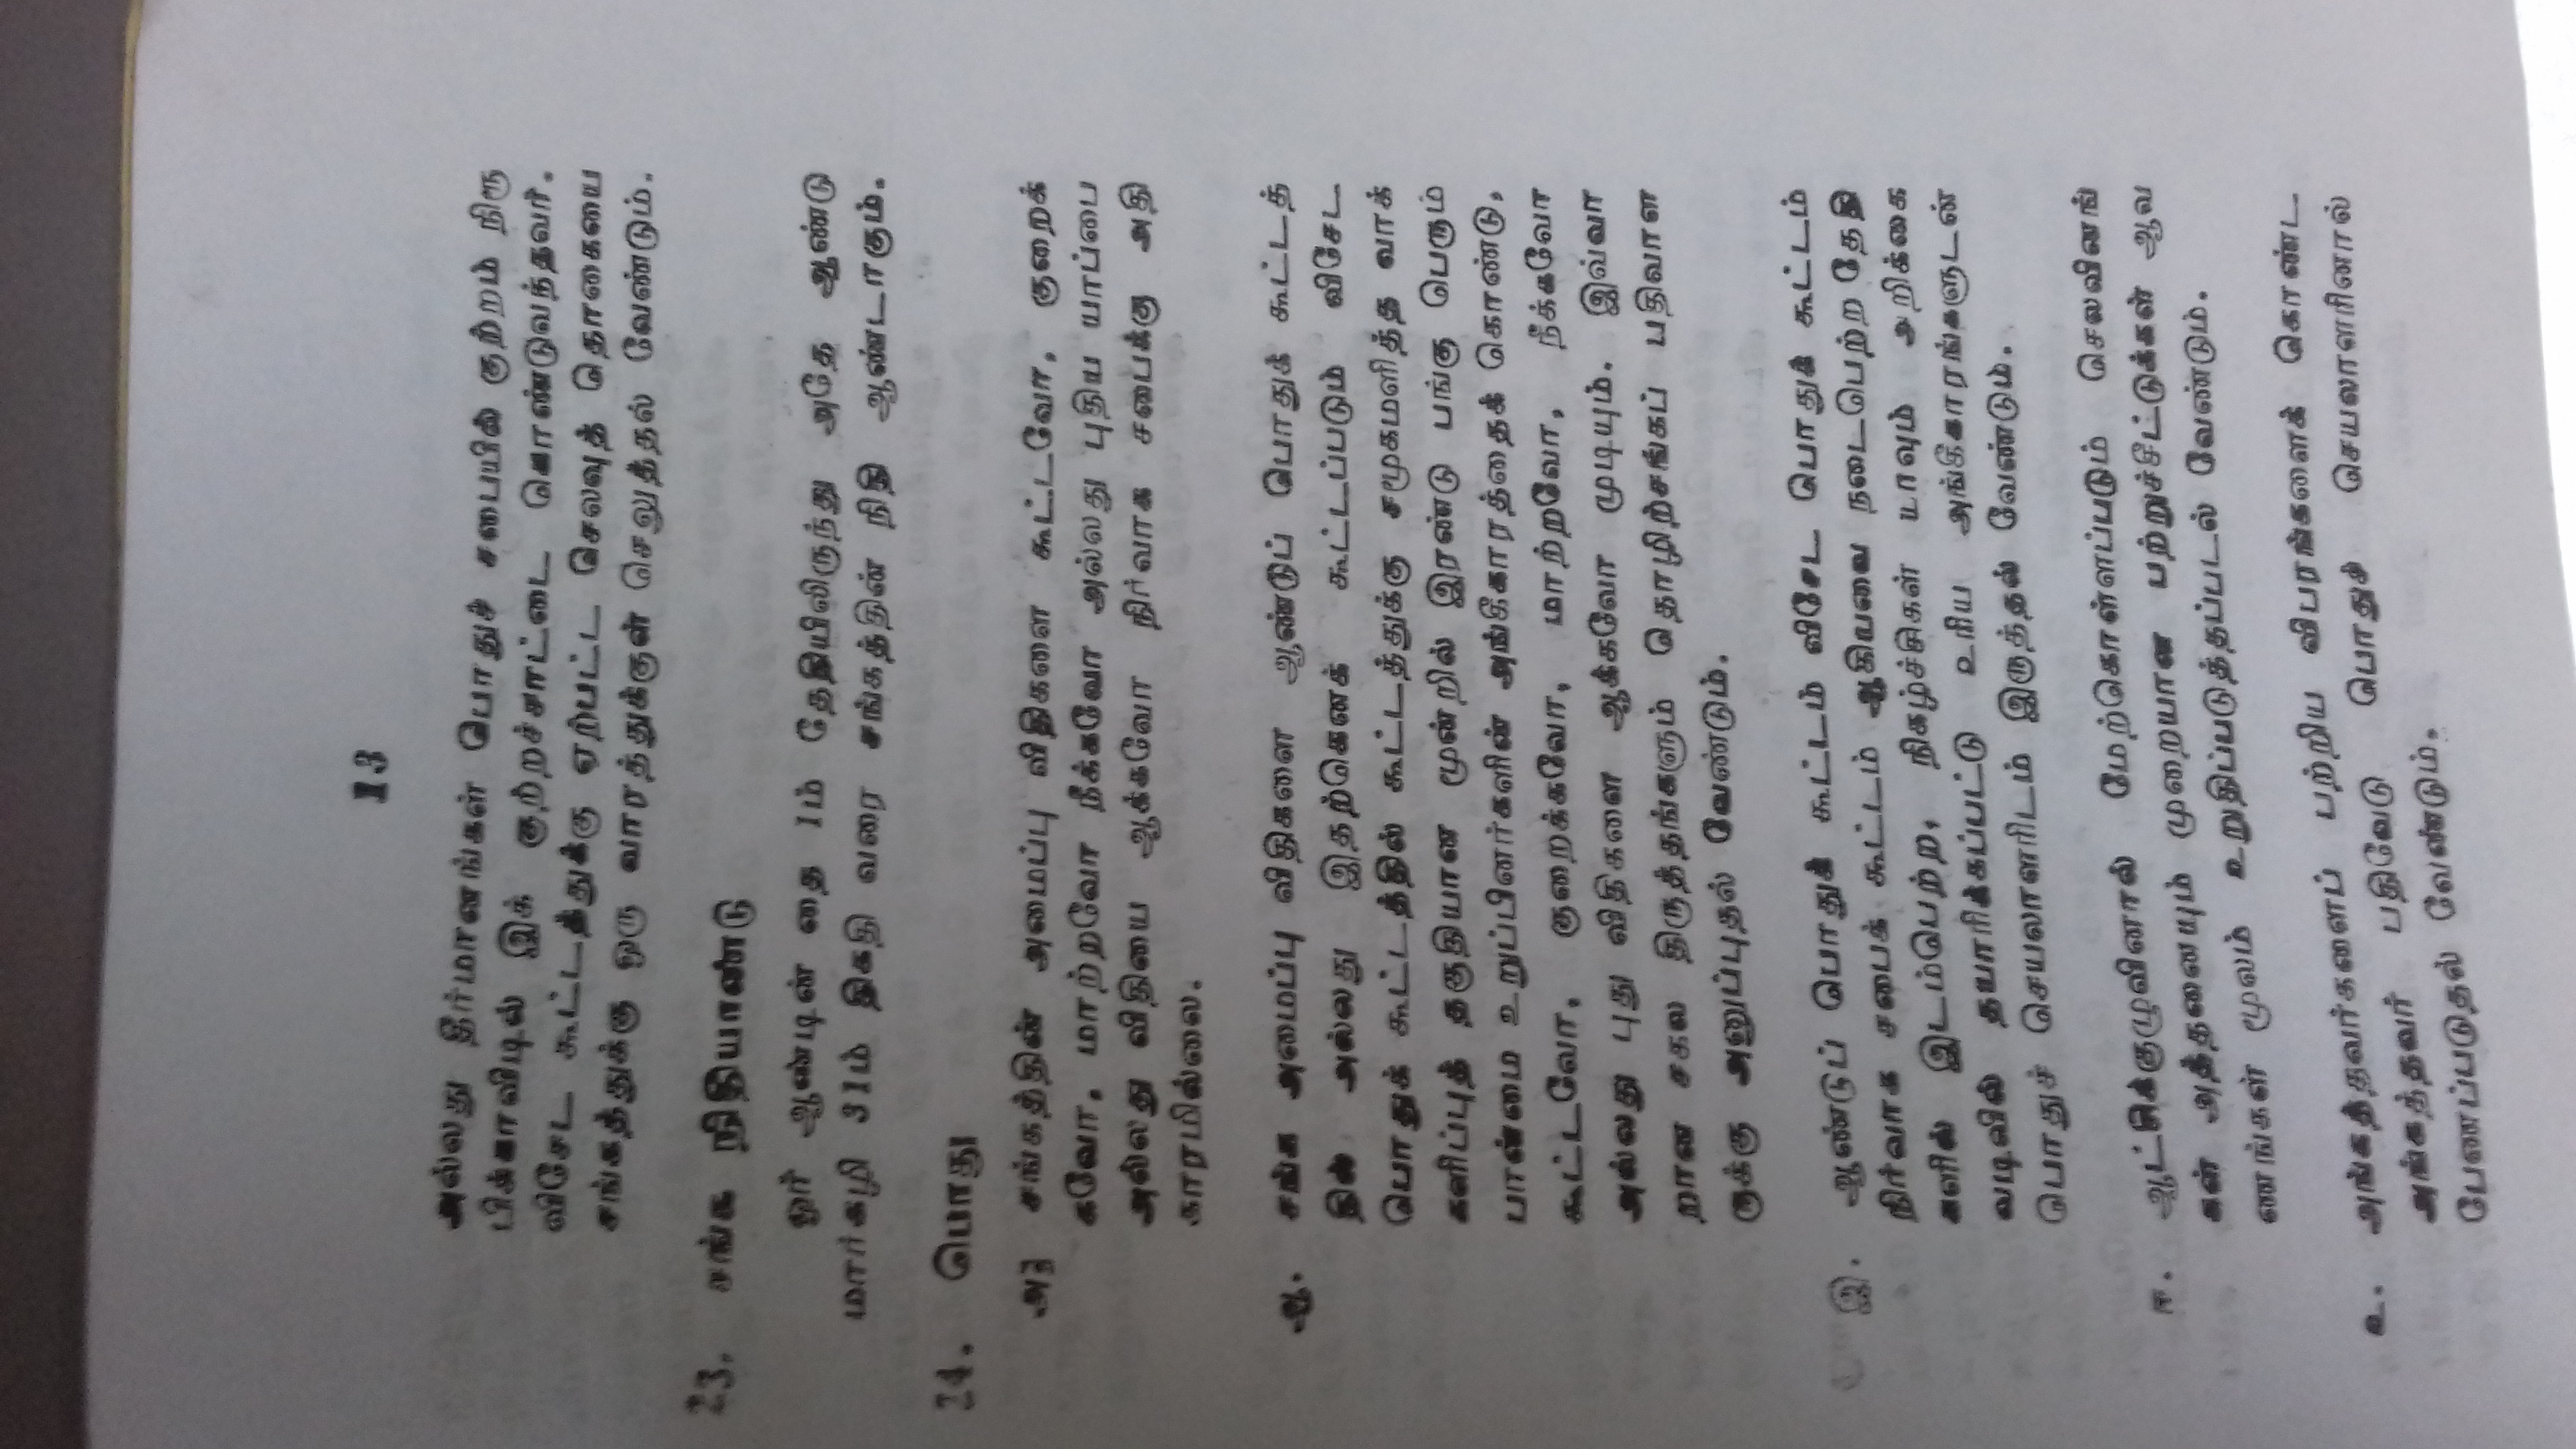 13
அல்லது தீர்மானங்கள் பொதுச் சபையில் குற்றம் நிரூ
பிக்காவிடில் இக் குற்றச்சாட்டை கொண்டுவந்தவர்.
விசேட கூட்டத்துக்கு ஏற்பட்ட செலவுத் தொகையை
சங்கத்துக்கு ஒரு வாரத்துக்குள் செலுத்தல் வேண்டும்.
23. சங்க நிதியாண்டு
ஓர் ஆண்டின் தை 1ம் தேதியிலிருந்து அதே ஆண்டு
மார்கழி 31ம் திகதி வரை சங்கத்தின் நிதி ஆண்டாகும்.
24. பொது
அ) சங்கத்தின் அமைப்பு விதிகளை கூட்டவோ, குறைக்
கவோ, மாற்றவோ நீக்கவோ அல்லது புதிய யாப்பை
அல்லது விதியை ஆக்கவோ நிர்வாக சபைக்கு அதி
காரமில்லை.
ஆ. சங்க அமைப்பு விதிகளை ஆண்டுப் பொதுக் கூட்டத்
தில் அல்லது இதற்கெனக் கூட்டப்படும் விசேட
பொதுக் கூட்டத்தில் கூட்டத்துக்கு சமூகமளித்த வாக்
களிப்புத் தகுதியான மூன்றில் இரண்டு பங்கு பெரும்
பான்மை உறுப்பினர்களின் அங்கீகாரத்தைக் கொண்டு,
கூட்டவோ, குறைக்கவோ, மாற்றவோ, நீக்கவோ
அல்லது புது விதிகளை ஆக்கவோ முடியும். இவ்வா
றான சகல திருத்தங்களும் தொழிற்சங்கப் பதிவாள
ருக்கு அனுப்புதல் வேண்டும்.
இ. ஆண்டுப் பொதுக் கூட்டம் விசேட பொதுக் கூட்டம்
நிர்வாக சபைக் கூட்டம் ஆகியவை நடைபெற்ற தேதி
களில் இடம்பெற்ற, நிகழ்ச்சிகள் யாவும் அறிக்கை
வடிவில் தயாரிக்கப்பட்டு உரிய அங்கீகாரங்களுடன்
பொதுச் செயலாளரிடம் இருத்தல் வேண்டும்.
ஈ. ஆட்சிக்குழுவினால் மேற்கொள்ளப்படும் செலவினங்
கள் அத்தனையும் முறையான பற்றுச்சீட்டுக்கள் ஆவ
ணங்கள் மூலம் உறுதிப்படுத்தப்படல் வேண்டும்.
உ. அங்கத்தவர்களைப் பற்றிய விபரங்களைக் கொண்ட
அங்கத்தவர் பதிவேடு பொதுச் செயலாளரினால்
பேணப்படுதல் வேண்டும்.